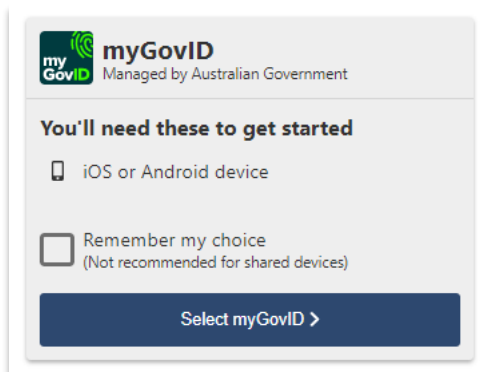 my
GovID
myGovID
Managed by Australian Government
You'll need these to get started
iOS or Android device
Remember my choice
(Not recommended for shared devices)
Select myGovID